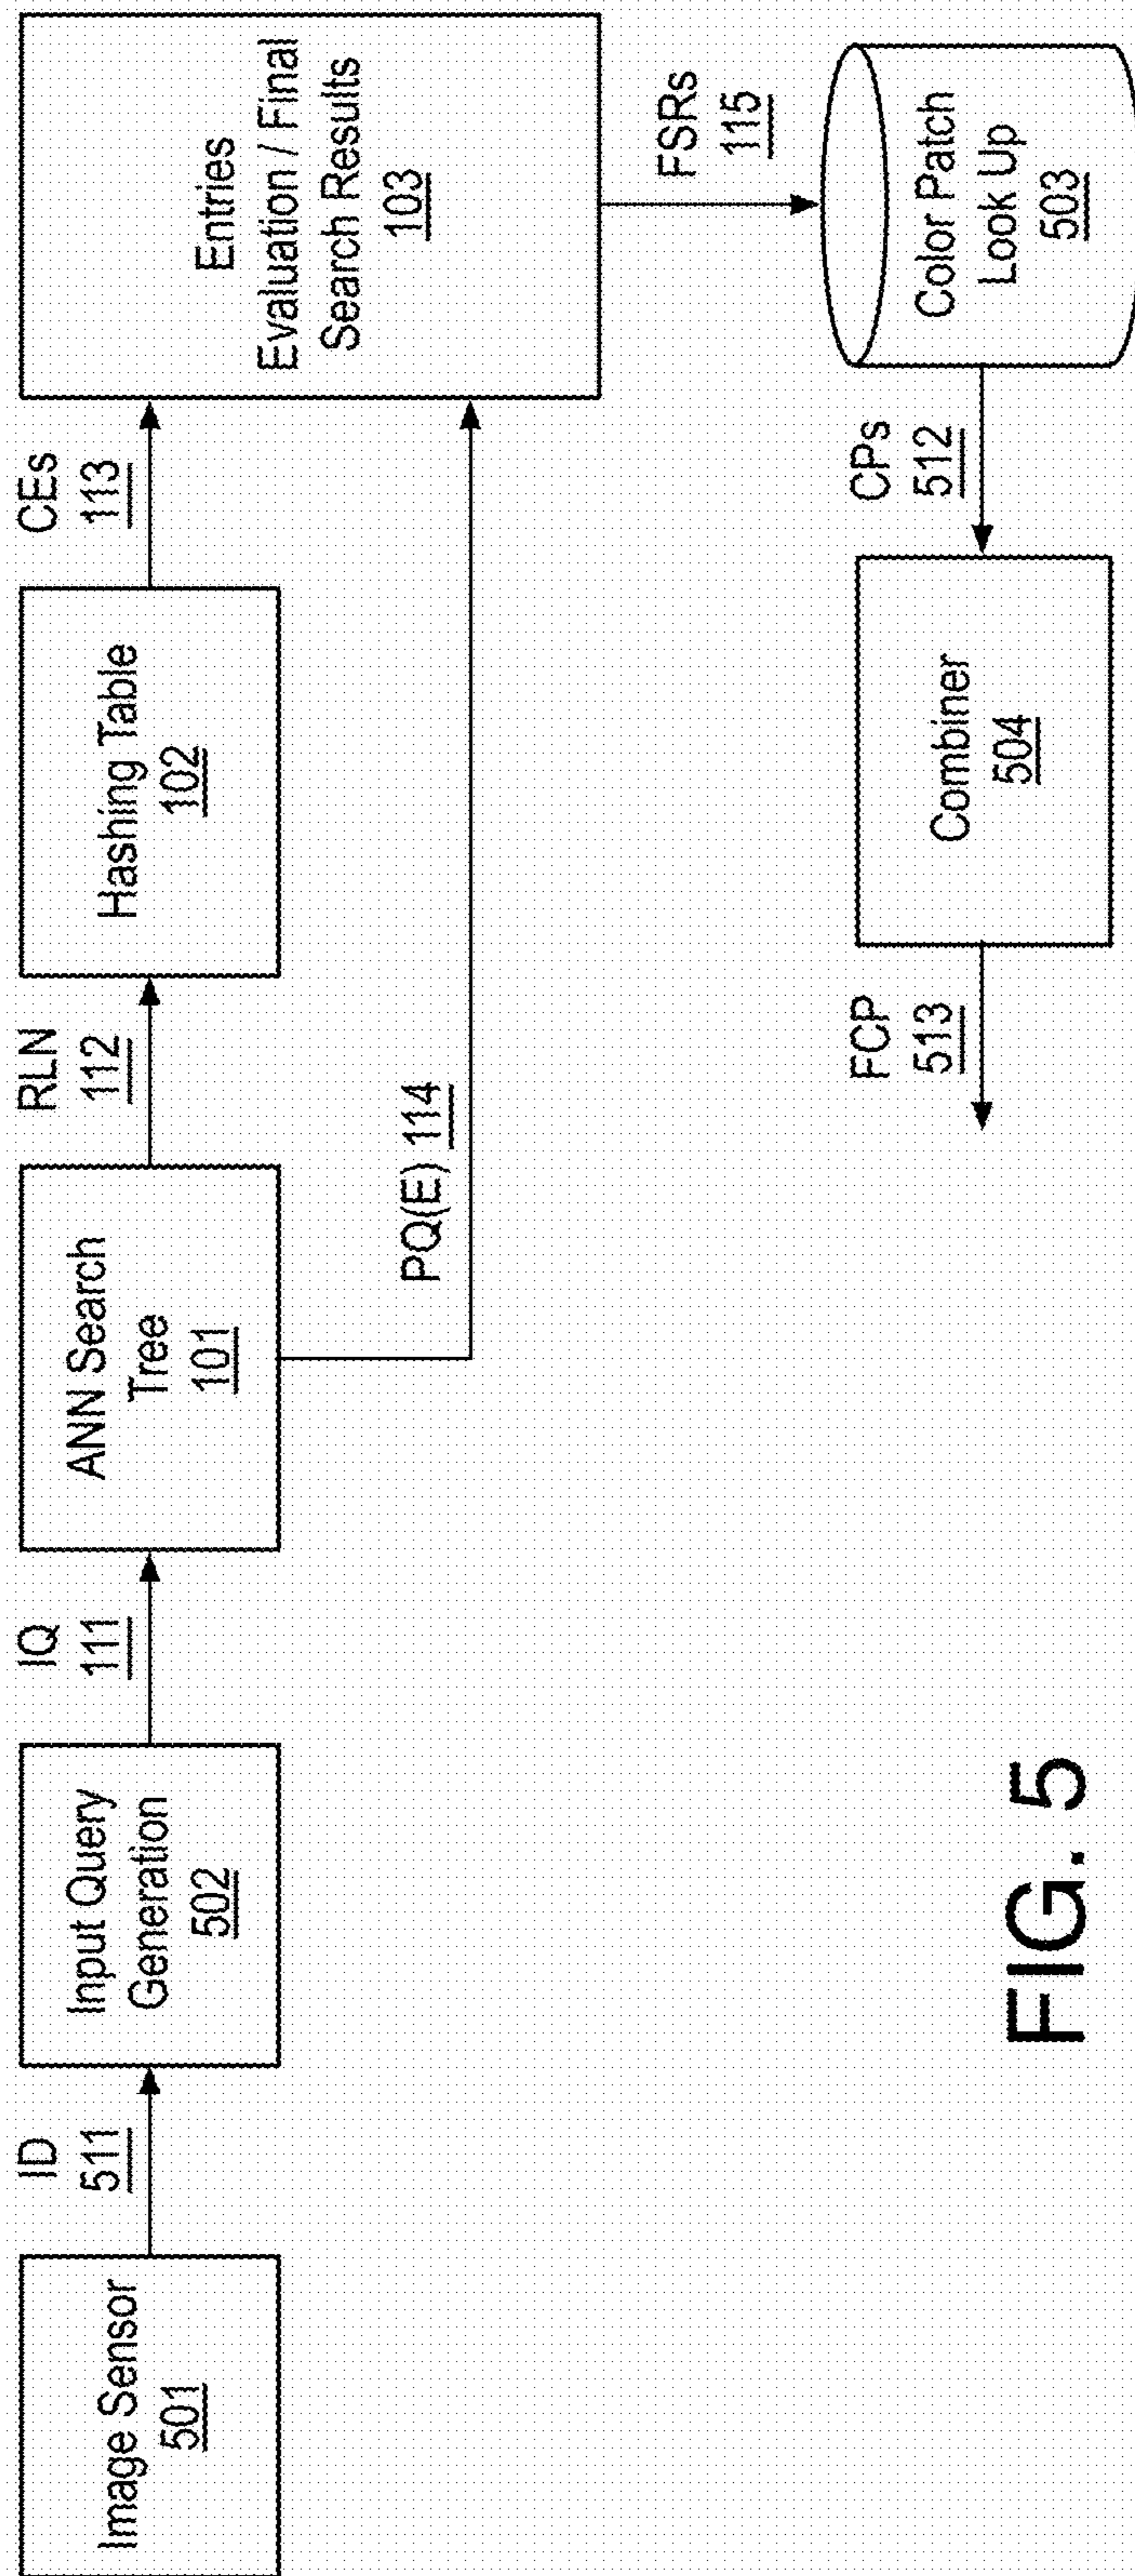 Image Sensor
501
ID
511
Input Query
Generation
502
IQ
111
ANN Search
Tree
101
RLN
112
PQ(E) 114
Hashing Table
102
CEs
113
Entries
Evaluation / Final
Search Results
103
FSRs
115
Color Patch
Look Up
503
CPs
512
Combiner
504
FCP
513
FIG. 5